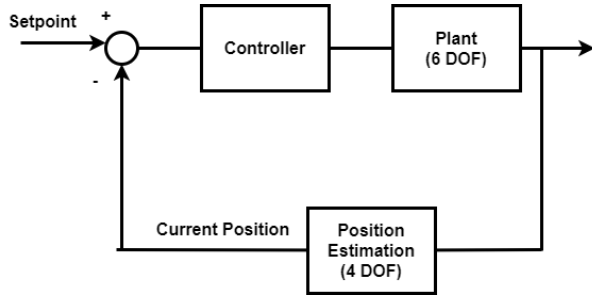 Setpoint
+
-
Controller
Plant
(6 DOF)
Current Position
Position
Estimation
(4 DOF)